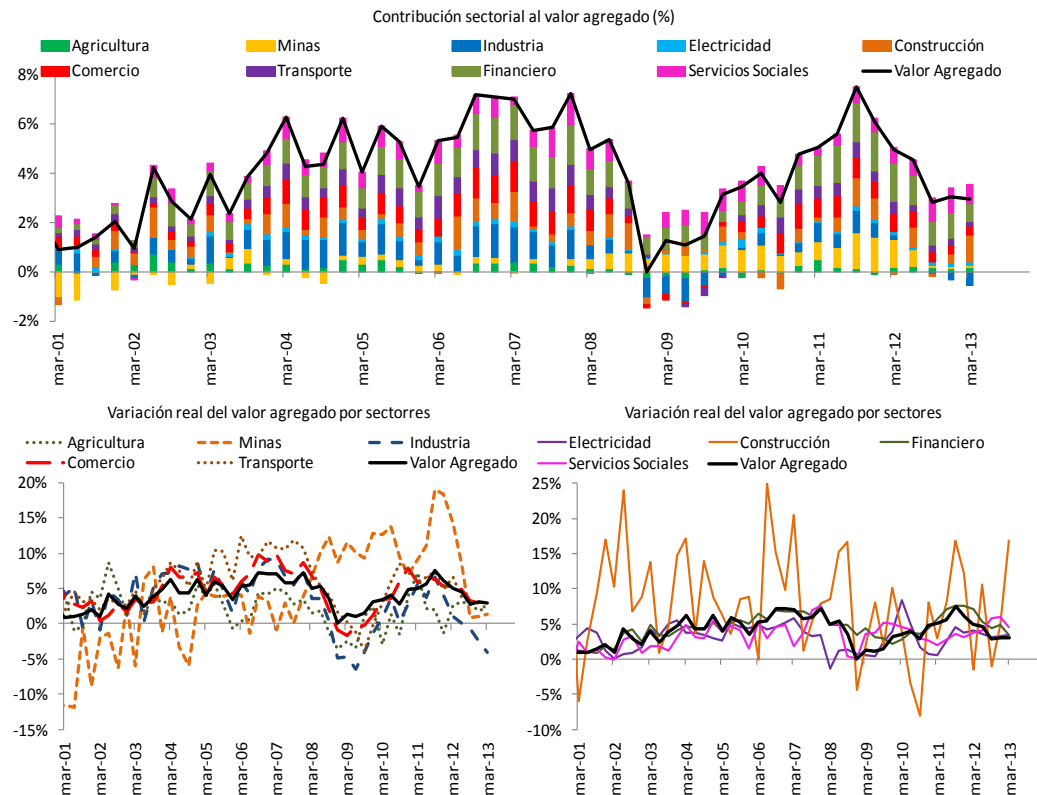 Contribución sectorial al valor agregado (%)
Agricultura Minas Industria Electricidad Construcción
Comercio Transporte Financiero Servicios Sociales Valor Agregado
8%
6%
4%
2%
0%
-2%
mar-01 mar-02 mar-03 mar-04 mar-05 mar-06 mar-07 mar-08 mar-09 mar-10 mar-11 mar-12 mar-13
Variación real del valor agregado por sectorres
Agricultura Minas Industria
Comercio Transporte Valor Agregado
20%
15%
10%
5%
0%
-5%
-10%
-15%
mar-01 mar-02 mar-03 mar-04 mar-05 mar-06 mar-07 mar-08 mar-09 mar-10 mar-11 mar-12 mar-13
Variación real del valor agregado por sectores
Electricidad Construcción Financiero
Servicios Sociales Valor Agregado
25%
20%
15%
10%
5%
0%
-5%
-10%
mar-01 mar-02 mar-03 mar-04 mar-05 mar-06 mar-07 mar-08 mar-09 mar-10 mar-11 mar-12 mar-13